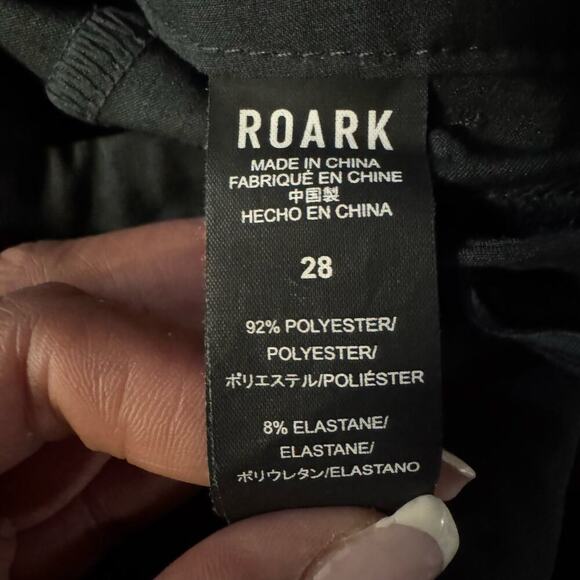 ROARK
MADE IN CHINA
FABRIQUÉ EN CHINE
中国製
HECHO EN CHINA
28
92% POLYESTER/
POLYESTER/
ポリエステル/POLIÉSTER
8% ELASTANE/
ELASTANE/
ポリウレタン/ELASTANO